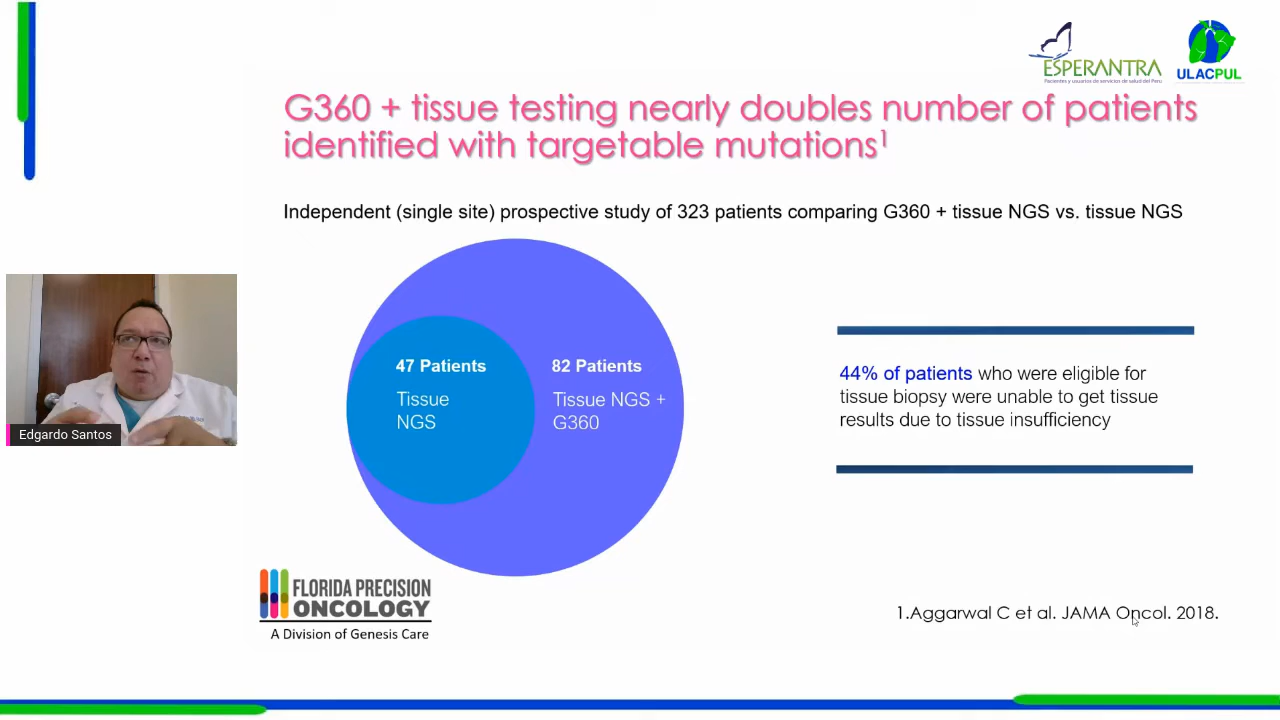 ESPERANTRA
Pacientes y usuarios de servicios de salud del Perú
ULACPUL
G360 + tissue testing nearly doubles number of patients
identified with targetable mutations1
Independent (single site) prospective study of 323 patients comparing G360 + tissue NGS vs. tissue NGS
47 Patients
Tissue
NGS
82 Patients
Tissue NGS +
G360
44% of patients who were eligible for
tissue biopsy were unable to get tissue
results due to tissue insufficiency
Edgardo Santos
FLORIDA PRECISION
ONCOLOGY
A Division of Genesis Care
1.Aggarwal C et al. JAMA Oncol. 2018.